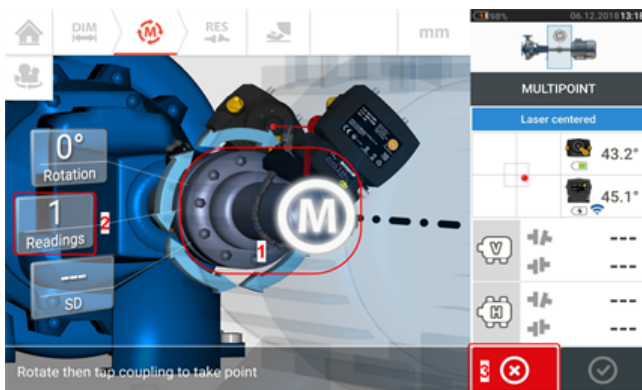 DIM
M
RES
mm
98%
06.12.2018 13:18
MULTIPOINT
Laser centered
43.2°
45.1°
0°
Rotation
1
Readings
2
---
SD
M
1
V
---
---
H
---
---
Rotate then tap coupling to take point
3